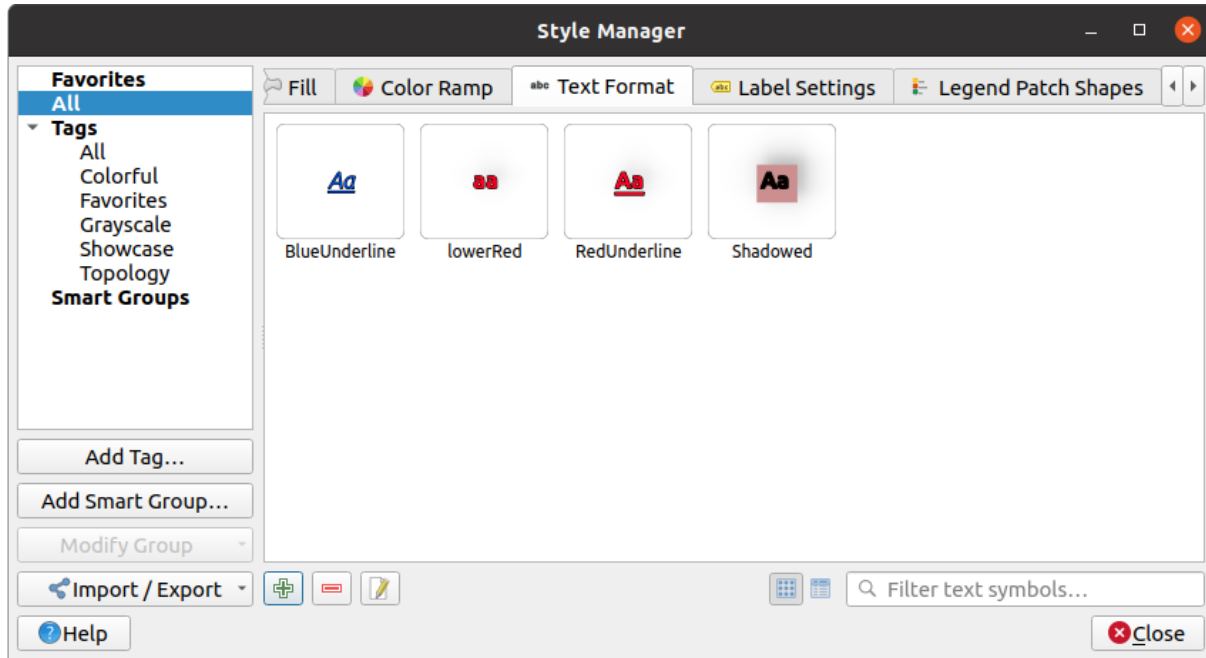 Style Manager
Favorites
All
Tags
All
Colorful
Favorites
Grayscale
Showcase
Topology
Smart Groups
Add Tag...
Add Smart Group...
Modify Group
Import / Export
Help
Fill
Color Ramp
abc Text Format
abc Label Settings
Legend Patch Shapes
Aa
BlueUnderline
aa
lowerRed
Aa
RedUnderline
Aa
Shadowed
Filter text symbols...
Close